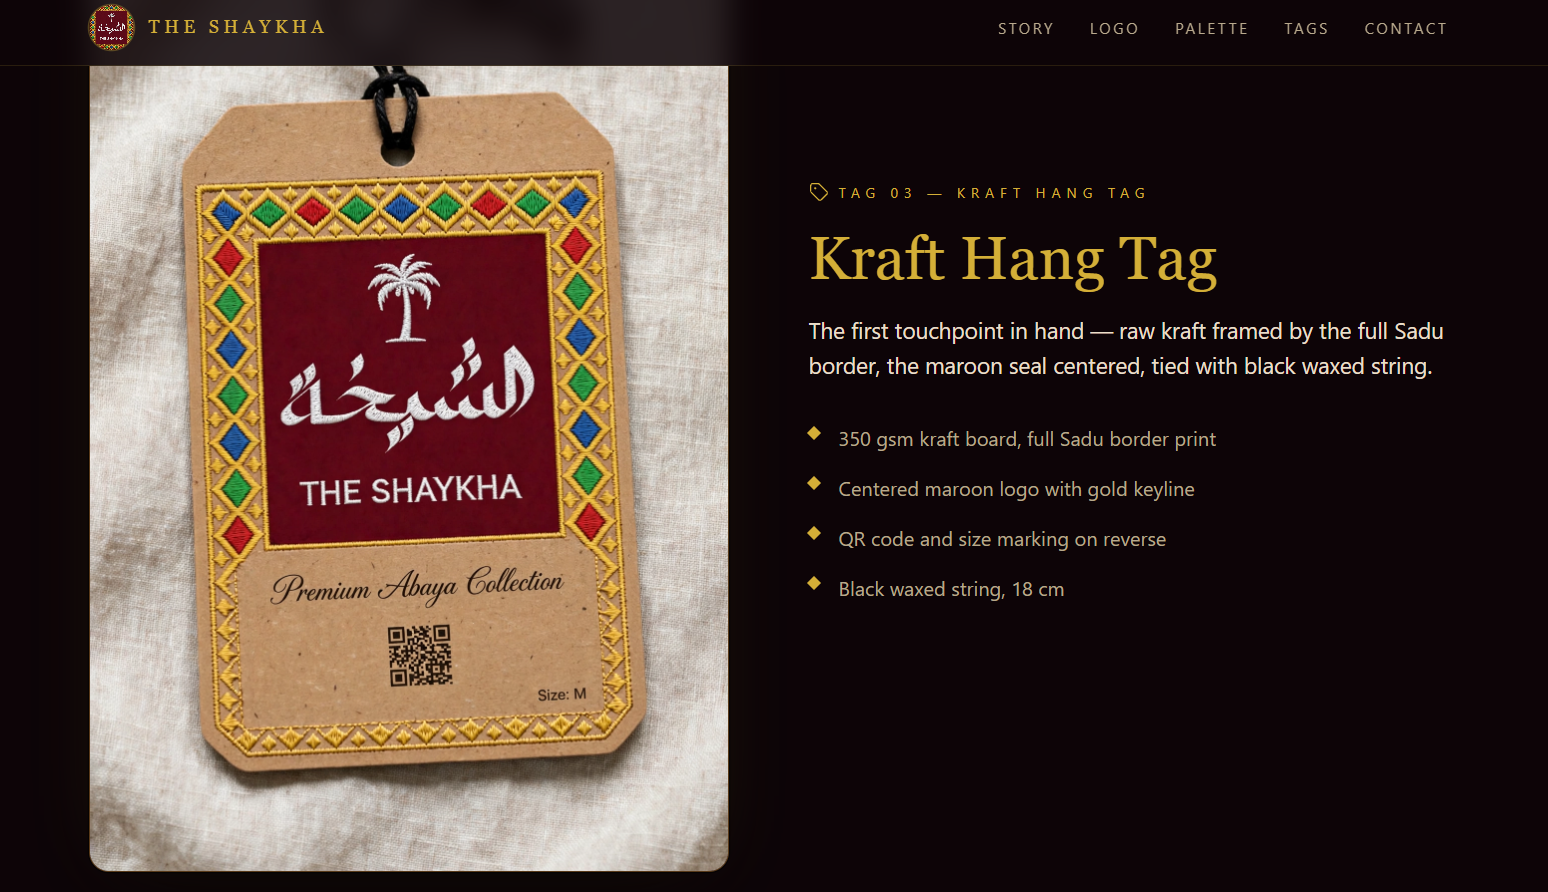 THE SHAYKHA
STORY LOGO PALETTE TAGS CONTACT
الشيخة
THE SHAYKHA
Premium Abaya Collection
Size: M
TAG 03 — KRAFT HANG TAG
Kraft Hang Tag
The first touchpoint in hand — raw kraft framed by the full Sadu
border, the maroon seal centered, tied with black waxed string.
350 gsm kraft board, full Sadu border print
Centered maroon logo with gold keyline
QR code and size marking on reverse
Black waxed string, 18 cm